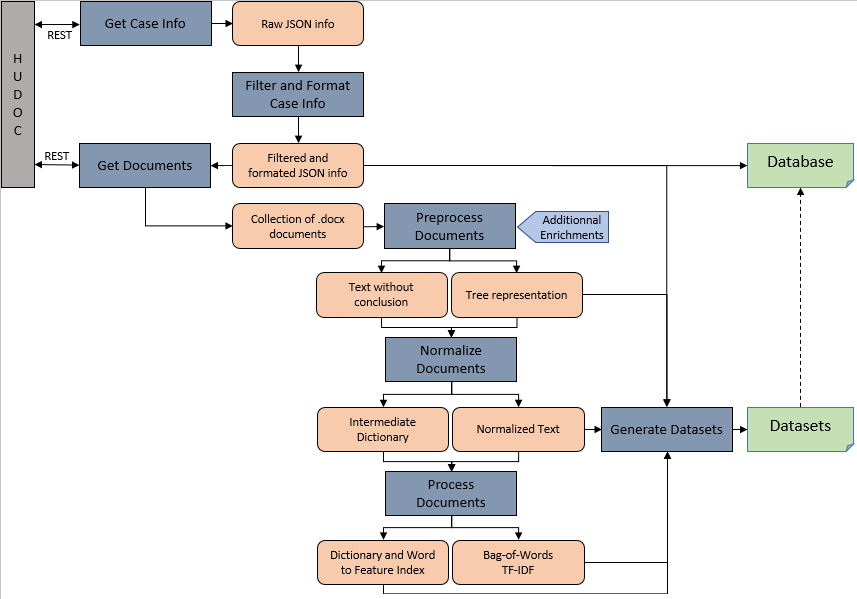 HUDOC
Get Case Info
Raw JSON info
REST
Filter and Format
Case Info
REST
Get Documents
Filtered and
formated JSON info
Database
Collection of .docx
documents
Preprocess
Documents
Additionnal
Enrichments
Text without
conclusion
Tree representation
Normalize
Documents
Intermediate
Dictionary
Normalized Text
Generate Datasets
Datasets
Process
Documents
Dictionary and Word
to Feature Index
Bag-of-Words
TF-IDF